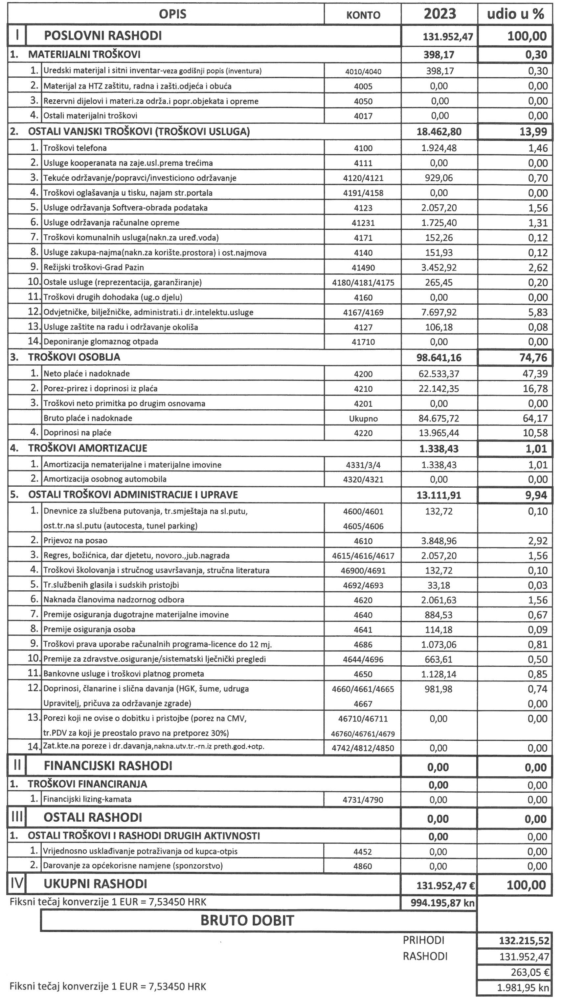 OPIS KONTO 2023 udio u %
I POSLOVNI RASHODI 131.952,47 100,00
1. MATERIJALNI TROŠKOVI 398,17 0,30
1. Uredski materijal i sitni inventar-veza godišnji popis (inventura) 4010/4040 398,17 0,30
2. Materijal za HTZ zaštitu, radna i zašti.odjeća i obuća 4005 0,00 0,00
3. Rezervni dijelovi i materi.za održa.i popr.objekata i opreme 4050 0,00 0,00
4. Ostali materijalni troškovi 4017 0,00 0,00
2. OSTALI VANJSKI TROŠKOVI (TROŠKOVI USLUGA) 18.462,80 13,99
1. Troškovi telefona 4100 1.924,48 1,46
2. Usluge kooperanata na zaje.usl.prema trećima 4111 0,00 0,00
3. Tekuće održavanje/popravci/investiciono održavanje 4120/4121 929,06 0,70
4. Troškovi oglašavanja u tisku, najam str.portala 4191/4158 0,00 0,00
5. Usluge održavanja Softvera-obrada podataka 4123 2.057,20 1,56
6. Usluge održavanja računalne opreme 41231 1.725,40 1,31
7. Troškovi komunalnih usluga(nakn.za uređ.voda) 4171 152,26 0,12
8. Usluge zakupa-najma(nakn.za korište.prostora) i ost.najmova 4140 151,93 0,12
9. Režijski troškovi-Grad Pazin 41490 3.452,92 2,62
10. Ostale usluge (reprezentacija, garanžiranje) 4180/4181/4175 265,45 0,20
11. Troškovi drugih dohodaka (ug.o djelu) 4160 0,00 0,00
12. Odvjetničke, bilježničke, administrati.i dr.intelektu.usluge 4167/4169 7.697,92 5,83
13. Usluge zaštite na radu i održavanje okoliša 4127 106,18 0,08
14. Deponiranje glomaznog otpada 41710 0,00 0,00
3. TROŠKOVI OSOBLJA 98.641,16 74,76
1. Neto plaće i nadoknade 4200 62.533,37 47,39
2. Porez-prirez i doprinosi iz plaća 4210 22.142,35 16,78
3. Troškovi neto primitka po drugim osnovama 4201 0,00 0,00
Bruto plaće i nadoknade Ukupno 84.675,72 64,17
4. Doprinosi na plaće 4220 13.965,44 10,58
4. TROŠKOVI AMORTIZACIJE 1.338,43 1,01
1. Amortizacija nematerijalne i materijalne imovine 4331/3/4 1.338,43 1,01
2. Amortizacija osobnog automobila 4320/4321 0,00 0,00
5. OSTALI TROŠKOVI ADMINISTRACIJE I UPRAVE 13.111,91 9,94
1. Dnevnice za službena putovanja, tr.smještaja na sl.putu, 4600/4601 132,72 0,10
ost.tr.na sl.putu (autocesta, tunel parking) 4605/4606
2. Prijevoz na posao 4610 3.848,96 2,92
3. Regres, božićnica, dar djetetu, novoro.,jub.nagrada 4615/4616/4617 2.057,20 1,56
4. Troškovi školovanja i stručnog usavršavanja, stručna literatura 46900/4691 132,72 0,10
5. Tr.službenih glasila i sudskih pristojbi 4692/4693 33,18 0,03
6. Naknada članovima nadzornog odbora 4620 2.061,63 1,56
7. Premije osiguranja dugotrajne materijalne imovine 4640 884,53 0,67
8. Premije osiguranja osoba 4641 114,18 0,09
9. Troškovi prava uporabe računalnih programa-licence do 12 mj. 4686 1.073,06 0,81
10. Premije za zdravstve.osiguranje/sistematski lječnički pregledi 4644/4696 663,61 0,50
11. Bankovne usluge i troškovi platnog prometa 4650 1.128,14 0,85
12. Doprinosi, članarine i slična davanja (HGK, šume, udruga 4660/4661/4665 981,98 0,74
Upravitelj, pričuva za održavanje zgrade) 4667 0,00
13. Porezi koji ne ovise o dobitku i pristojbe (porez na CMV, 46710/46711 0,00 0,00
tr.PDV za koji je preostalo pravo na pretporez 30%) 46760/46761/4679
14. Zat.kte.na poreze i dr.davanja,nakna.utv.tr.-rn.iz preth.god.+otp. 4742/4812/4850 0,00 0,00
II FINANCIJSKI RASHODI 0,00 0,00
1. TROŠKOVI FINANCIRANJA 0,00 0,00
1. Financijski lizing-kamata 4731/4790 0,00 0,00
III OSTALI RASHODI 0,00 0,00
1. OSTALI TROŠKOVI I RASHODI DRUGIH AKTIVNOSTI 0,00 0,00
1. Vrijednosno usklađivanje potraživanja od kupca-otpis 4452 0,00 0,00
2. Darovanje za općekorisne namjene (sponzorstvo) 4860 0,00 0,00
IV UKUPNI RASHODI 131.952,47 € 100,00
Fiksni tečaj konverzije 1 EUR = 7,53450 HRK 994.195,87 kn
BRUTO DOBIT
PRIHODI 132.215,52
RASHODI 131.952,47
263,05 €
Fiksni tečaj konverzije 1 EUR = 7,53450 HRK 1.981,95 kn